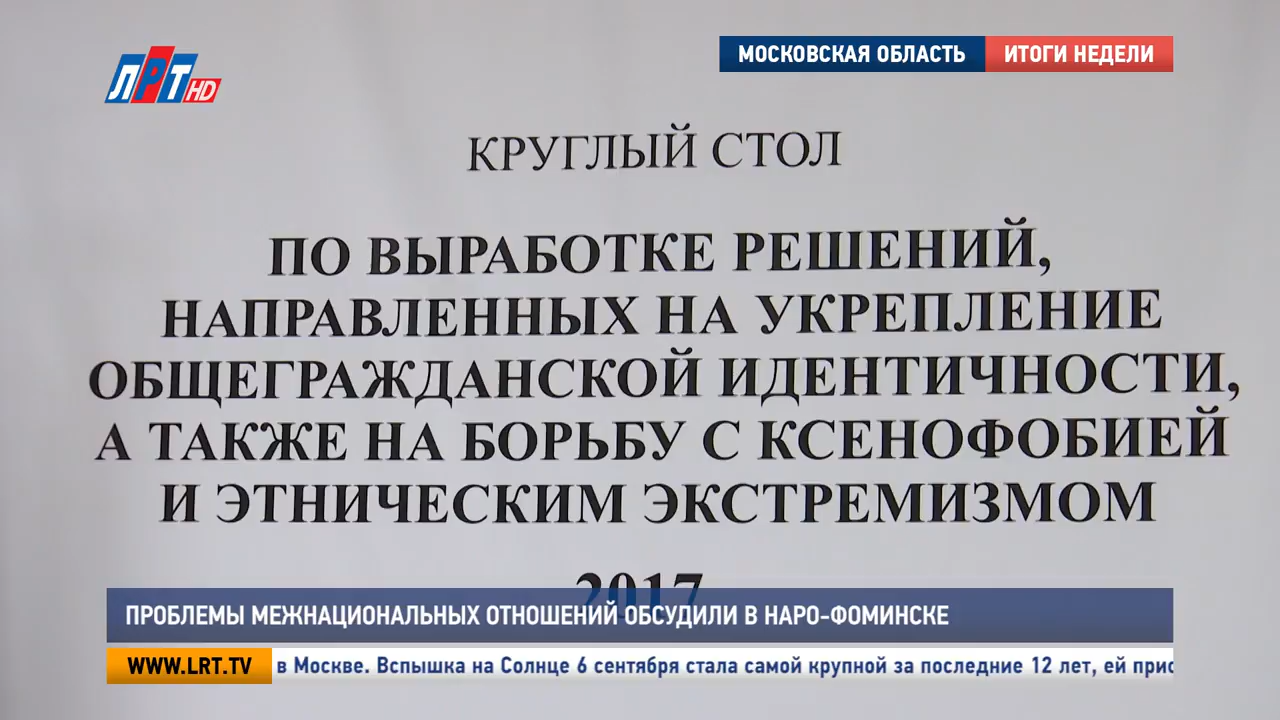 ЛРТ HD
МОСКОВСКАЯ ОБЛАСТЬ
ИТОГИ НЕДЕЛИ
КРУГЛЫЙ СТОЛ
ПО ВЫРАБОТКЕ РЕШЕНИЙ,
НАПРАВЛЕННЫХ НА УКРЕПЛЕНИЕ
ОБЩЕГРАЖДАНСКОЙ ИДЕНТИЧНОСТИ,
А ТАКЖЕ НА БОРЬБУ С КСЕНОФОБИЕЙ
И ЭТНИЧЕСКИМ ЭКСТРЕМИЗМОМ
2017
ПРОБЛЕМЫ МЕЖНАЦИОНАЛЬНЫХ ОТНОШЕНИЙ ОБСУДИЛИ В НАРО-ФОМИНСКЕ
WWW.LRT.TV
в Москве. Вспышка на Солнце 6 сентября стала самой крупной за последние 12 лет, ей